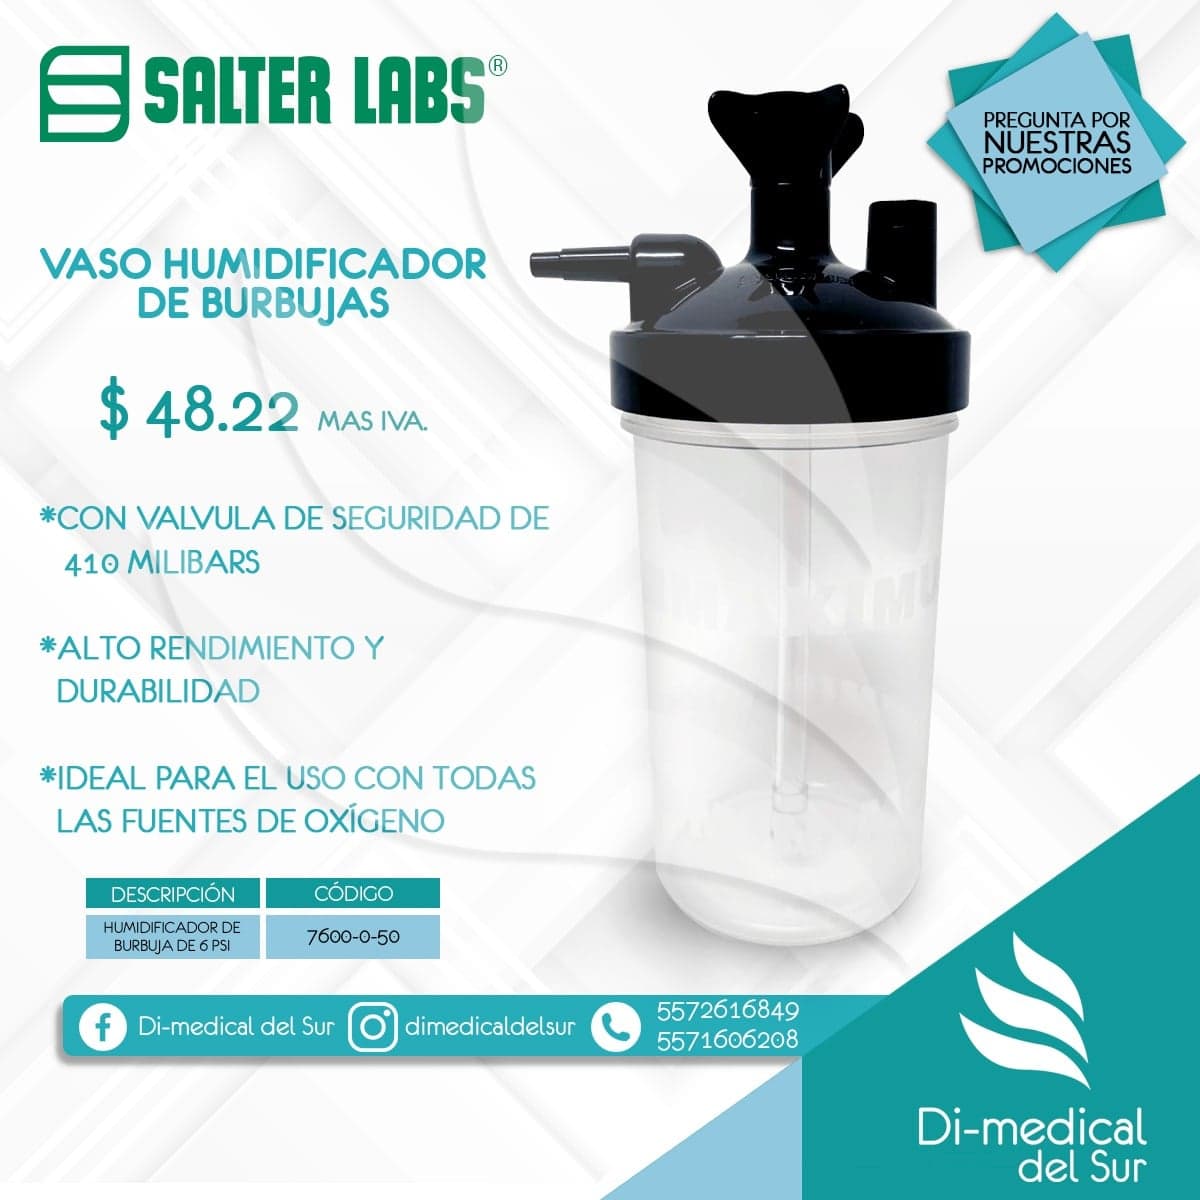 SALTER LABS®
PREGUNTA POR
NUESTRAS
PROMOCIONES
VASO HUMIDIFICADOR
DE BURBUJAS
$ 48.22 MAS IVA.
*CON VALVULA DE SEGURIDAD DE
410 MILIBARS
*ALTO RENDIMIENTO Y
DURABILIDAD
*IDEAL PARA EL USO CON TODAS
LAS FUENTES DE OXÍGENO
DESCRIPCIÓN CÓDIGO
HUMIDIFICADOR DE
BURBUJA DE 6 PSI
7600-0-50
Di-medical del Sur dimedicaldelsur 5572616849
5571606208
Di-medical
del Sur